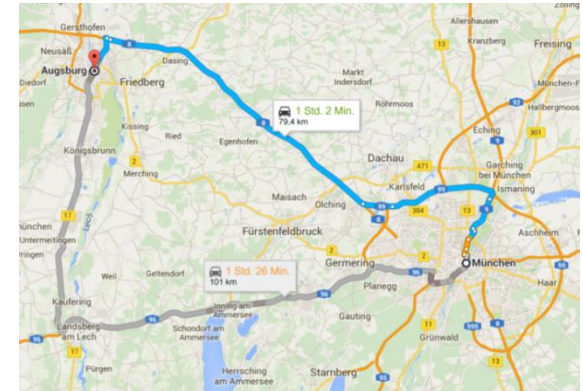 Gersthofen
Allershausen
Kranzberg
Freising
Neusäß
Dasing
Augsburg
Diedorf
Friedberg
Markt
Indersdorf
1 Std. 2 Min.
79,4 km
Röhrmoos
Hallbergmoos
Kissing
Ried
Egenhofen
Eching
Königsbrunn
Merching
Dachau
Garching
bei München
Karlsfeld
Ismaning
Maisach
Olching
Lech
Untermeitingen
Fürstenfeldbruck
Aschheim
München
Germering
Weil
Geltendorf
1 Std. 26 Min.
101 km
Planegg
Haar
Kaufering
Inning am
Ammersee
Gauting
Landsberg
am Lech
Schondorf am
Ammersee
Grünwald
Pürgen
Herrsching
am Ammersee
Starnberg